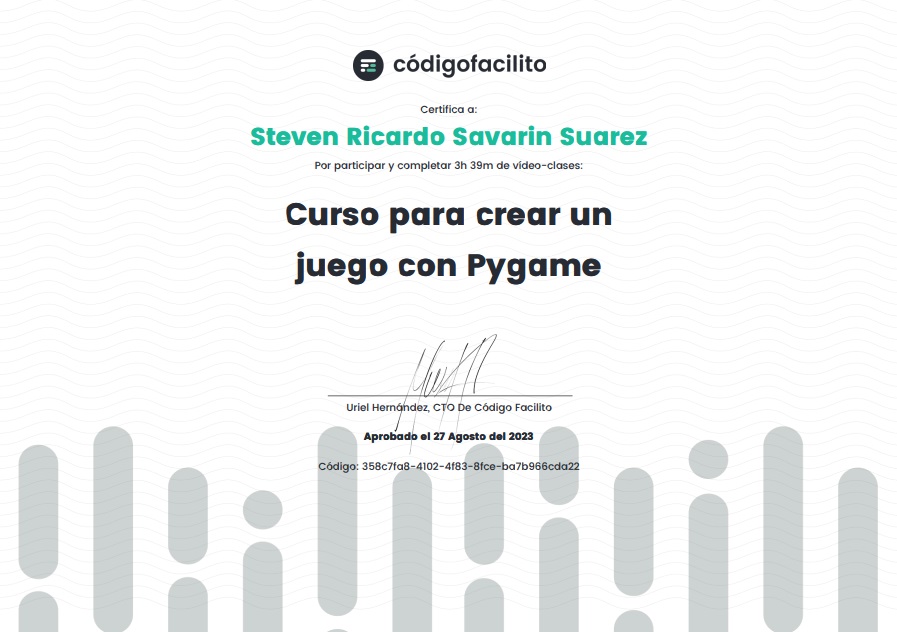 códigofacilito
Certifica a:
Steven Ricardo Savarin Suarez
Por participar y completar 3h 39m de vídeo-clases:
Curso para crear un
juego con Pygame
Uriel Hernández, CTO De Código Facilito
Aprobado el 27 Agosto del 2023
Código: 358c7fa8-4102-4f83-8fce-ba7b966cda22